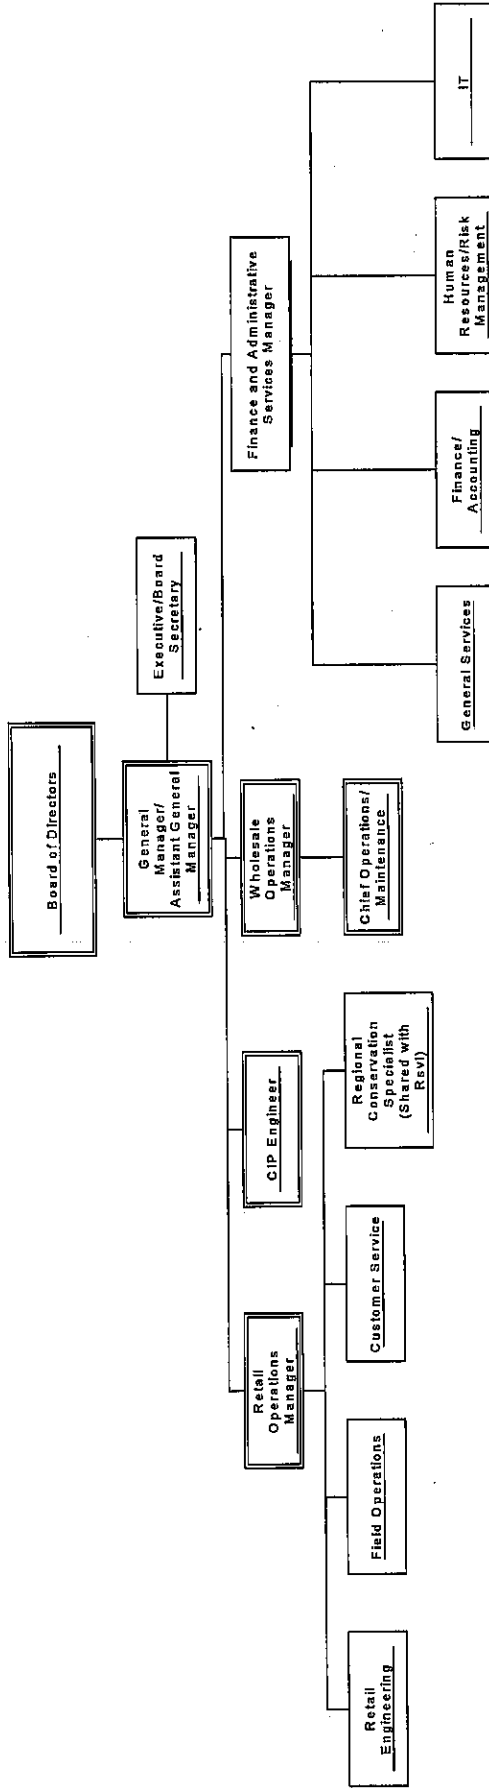 Board of Directors
General
Manager/
Assistant General
Manager
Executive/Board
Secretary
Retail
Operations
Manager
CIP Engineer
Wholesale
Operations
Manager
Finance and Administrative
Services Manager
Retail
Engineering
Field Operations
Customer Service
Regional
Conservation
Specialist
(Shared with
Rsvl)
Chief Operations/
Maintenance
General Services
Finance/
Accounting
Human
Resources/Risk
Management
IT